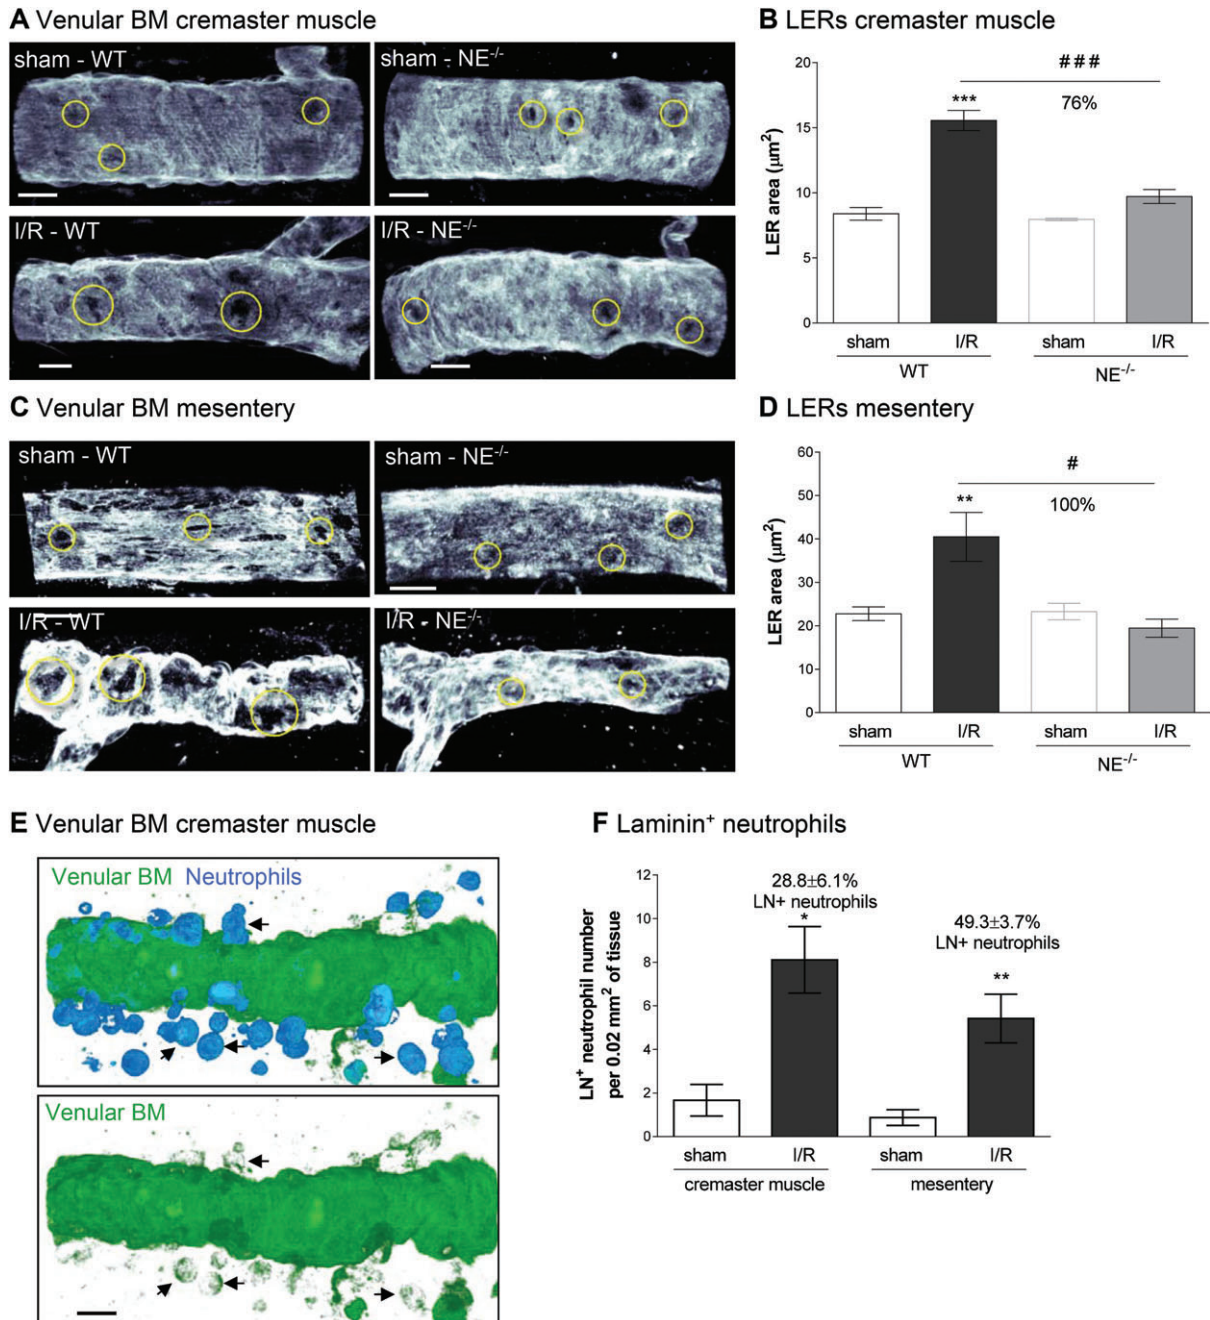 A Venular BM cremaster muscle
sham - WT
sham - NE⁻/⁻
I/R - WT
I/R - NE⁻/⁻
B LERs cremaster muscle
LER area (μm²)
20
15
10
5
0
***
###
76%
sham
I/R
sham
I/R
WT
NE⁻/⁻
C Venular BM mesentery
sham - WT
sham - NE⁻/⁻
I/R - WT
I/R - NE⁻/⁻
D LERs mesentery
LER area (μm²)
60
50
40
30
20
10
0
**
#
100%
sham
I/R
sham
I/R
WT
NE⁻/⁻
E Venular BM cremaster muscle
Venular BM Neutrophils
Venular BM
F Laminin⁺ neutrophils
LN⁺ neutrophil number
per 0.02 mm² of tissue
12
10
8
6
4
2
0
28.8±6.1%
LN+ neutrophils
*
49.3±3.7%
LN+ neutrophils
**
sham
I/R
sham
I/R
cremaster muscle
mesentery